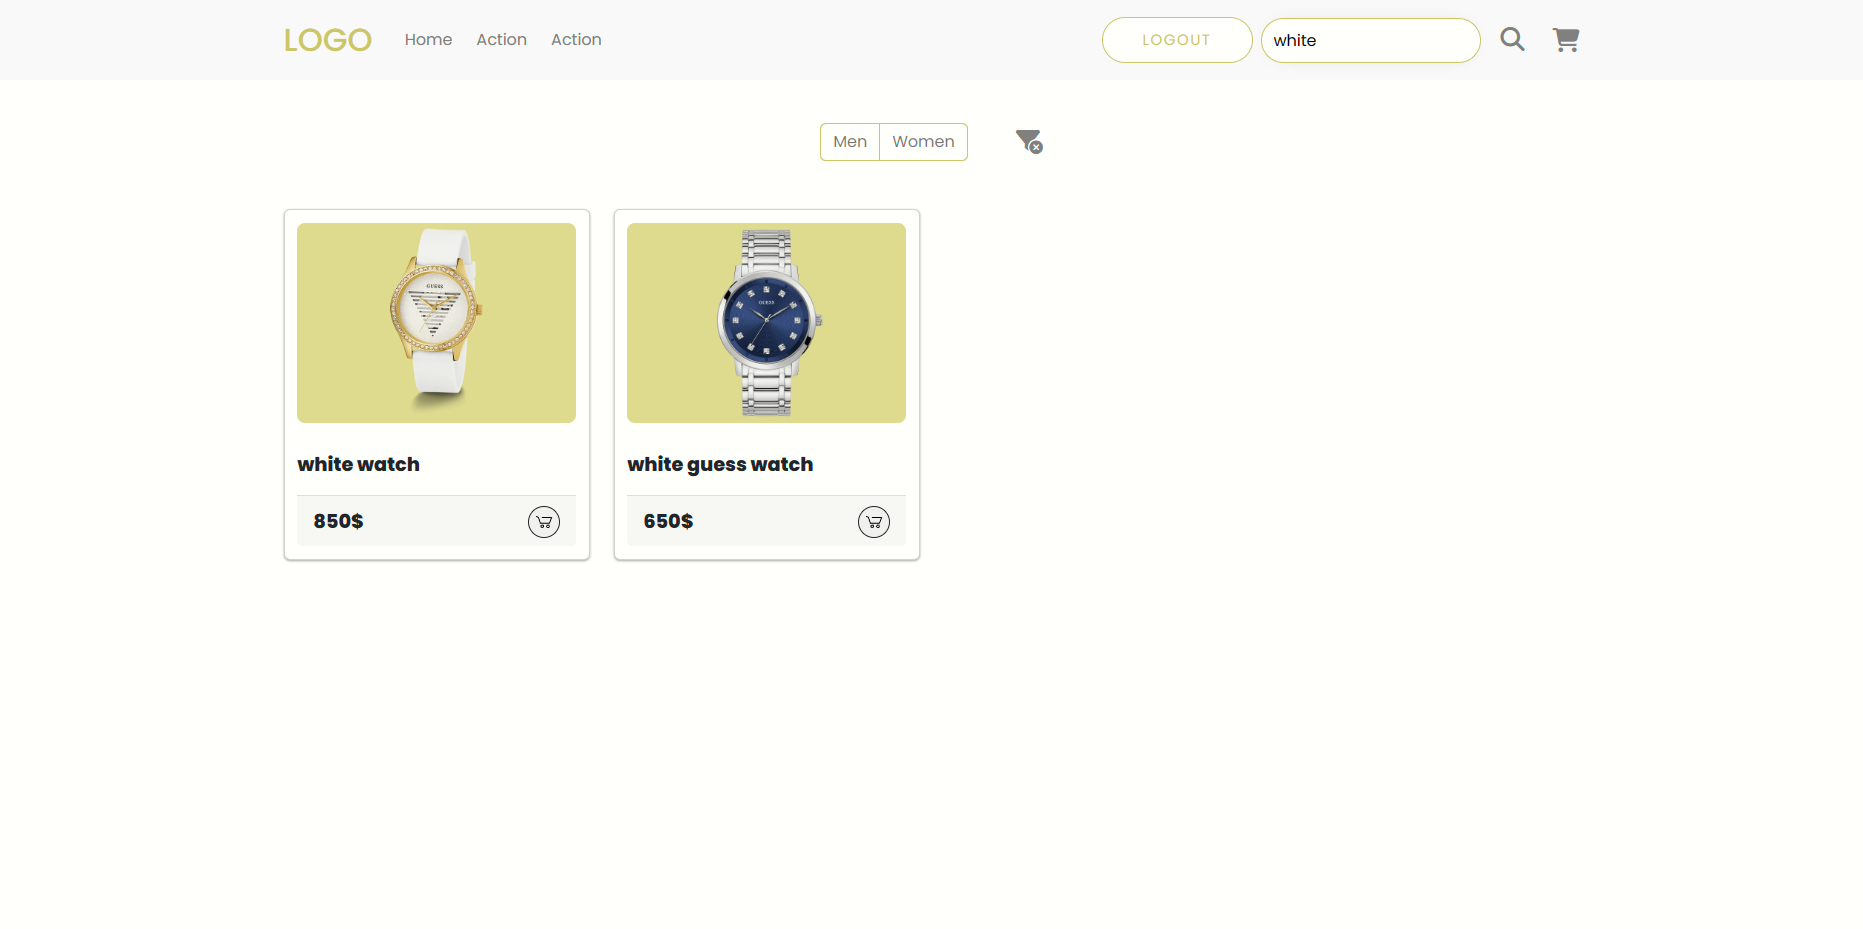 LOGO Home Action Action LOGOUT white
Men Women
GUESS
GUESS
white watch
white guess watch
850$
650$